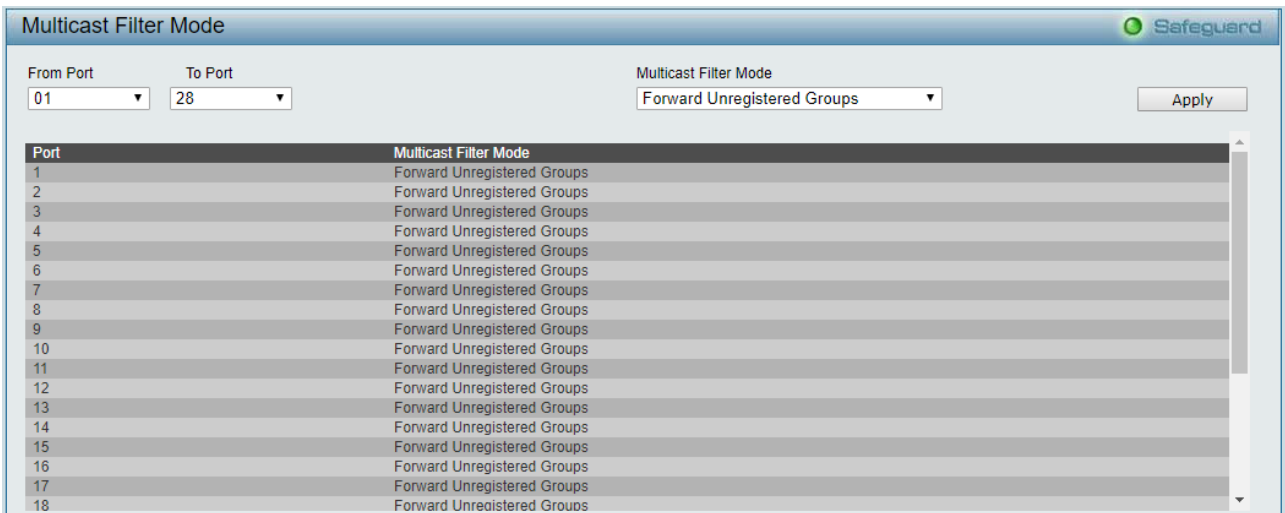 Multicast Filter Mode Safeguard
From Port To Port Multicast Filter Mode
01 28 Forward Unregistered Groups Apply
Port Multicast Filter Mode
1 Forward Unregistered Groups
2 Forward Unregistered Groups
3 Forward Unregistered Groups
4 Forward Unregistered Groups
5 Forward Unregistered Groups
6 Forward Unregistered Groups
7 Forward Unregistered Groups
8 Forward Unregistered Groups
9 Forward Unregistered Groups
10 Forward Unregistered Groups
11 Forward Unregistered Groups
12 Forward Unregistered Groups
13 Forward Unregistered Groups
14 Forward Unregistered Groups
15 Forward Unregistered Groups
16 Forward Unregistered Groups
17 Forward Unregistered Groups
18 Forward Unregistered Groups